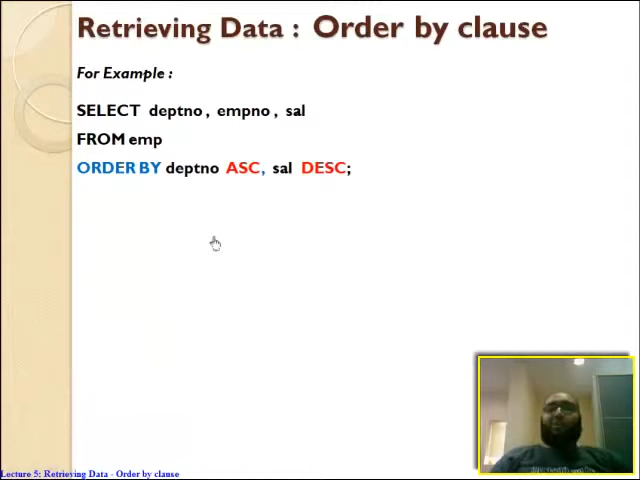 Retrieving Data : Order by clause
For Example :
SELECT deptno , empno , sal
FROM emp
ORDER BY deptno ASC, sal DESC;
Lecture 5: Retrieving Data - Order by clause